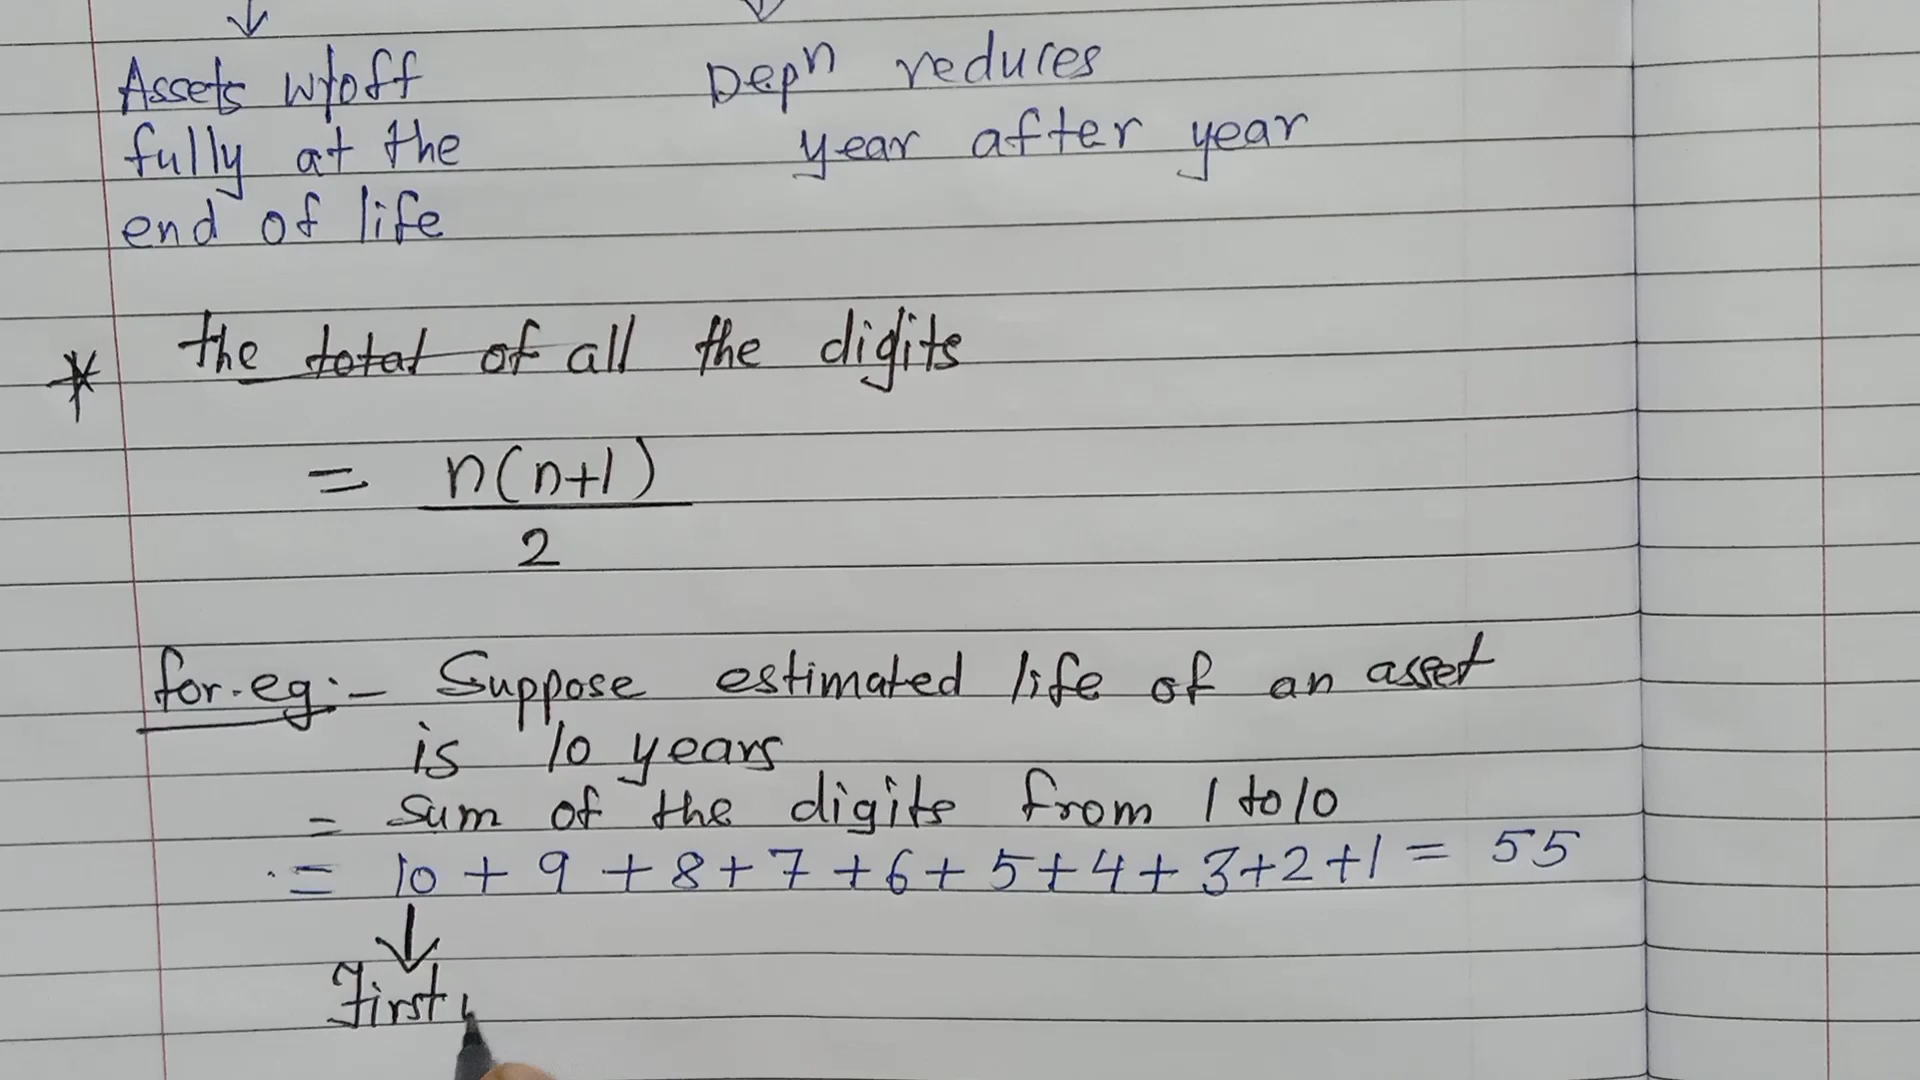 Assets w/off
fully at the
end of life
Depn reduces
year after year
* the total of all the digits
= n(n+1)
2
for.eg:- Suppose estimated life of an asset
is 10 years
= Sum of the digits from 1 to 10
= 10 + 9 + 8 + 7 + 6 + 5 + 4 + 3 + 2 + 1 = 55
First